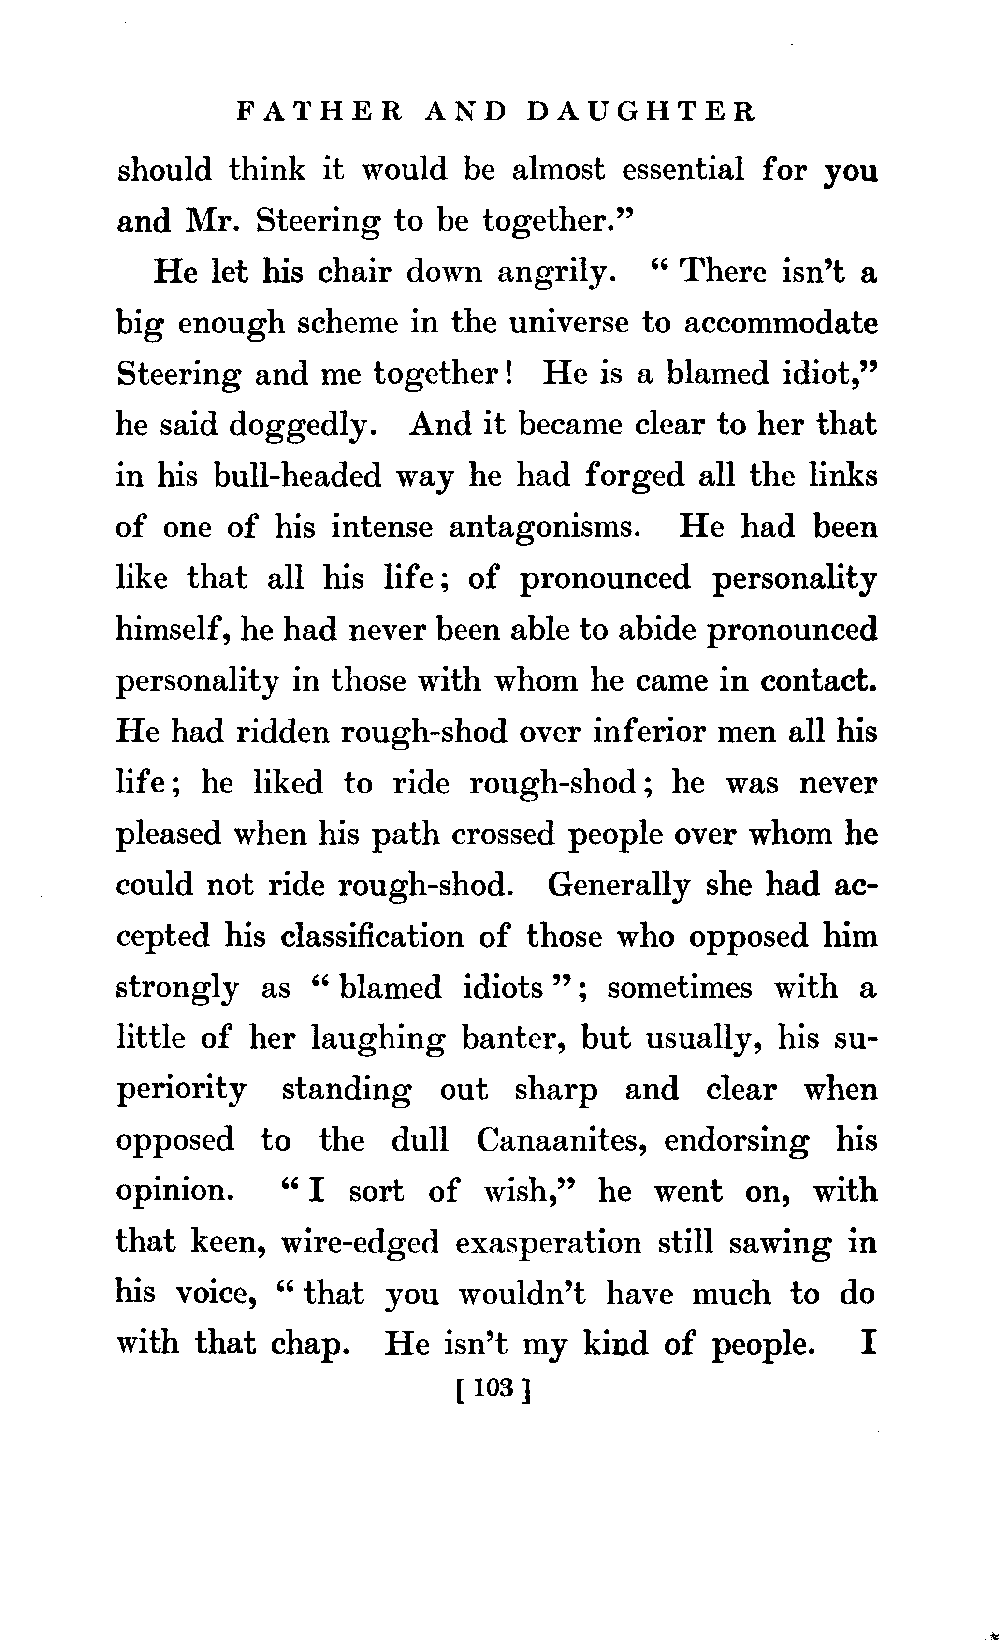 FATHER AND DAUGHTER
should think it would be almost essential for you
and Mr. Steering to be together.”
He let his chair down angrily. “ There isn’t a
big enough scheme in the universe to accommodate
Steering and me together! He is a blamed idiot,”
he said doggedly. And it became clear to her that
in his bull-headed way he had forged all the links
of one of his intense antagonisms. He had been
like that all his life; of pronounced personality
himself, he had never been able to abide pronounced
personality in those with whom he came in contact.
He had ridden rough-shod over inferior men all his
life; he liked to ride rough-shod; he was never
pleased when his path crossed people over whom he
could not ride rough-shod. Generally she had ac-
cepted his classification of those who opposed him
strongly as “ blamed idiots ”; sometimes with a
little of her laughing banter, but usually, his su-
periority standing out sharp and clear when
opposed to the dull Canaanites, endorsing his
opinion. “ I sort of wish,” he went on, with
that keen, wire-edged exasperation still sawing in
his voice, “ that you wouldn’t have much to do
with that chap. He isn’t my kind of people. I
[ 103 ]